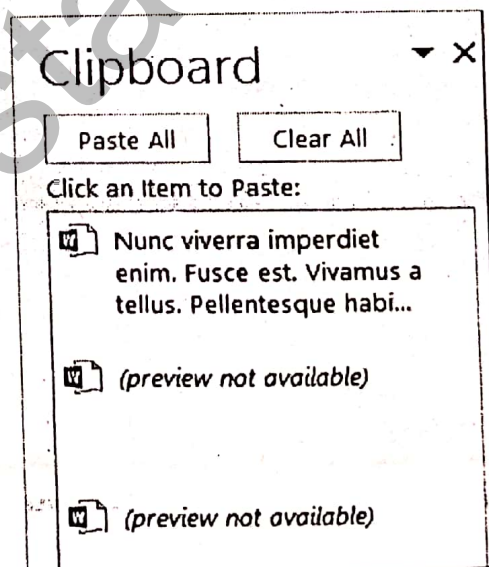 Clipboard
Paste All
Clear All
Click an Item to Paste:
Nunc viverra imperdiet
enim. Fusce est. Vivamus a
tellus. Pellentesque habi...
(preview not available)
(preview not available)